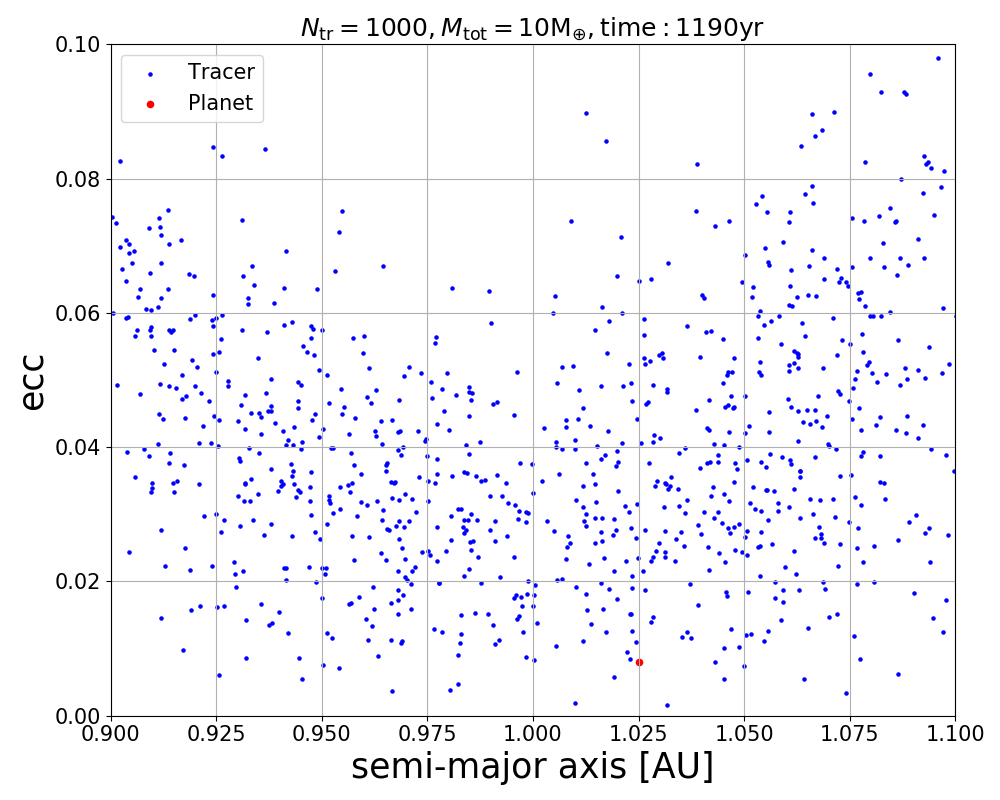 N_tr = 1000, M_tot = 10M_⊕, time : 1190yr
Tracer
Planet
ecc
0.10
0.08
0.06
0.04
0.02
0.00
0.900 0.925 0.950 0.975 1.000 1.025 1.050 1.075 1.100
semi-major axis [AU]